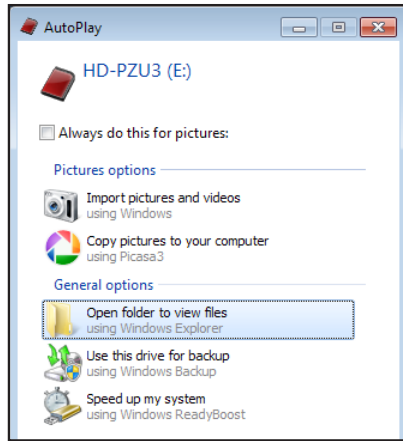 AutoPlay
HD-PZU3 (E:)
Always do this for pictures:
Pictures options
Import pictures and videos
using Windows
Copy pictures to your computer
using Picasa3
General options
Open folder to view files
using Windows Explorer
Use this drive for backup
using Windows Backup
Speed up my system
using Windows ReadyBoost